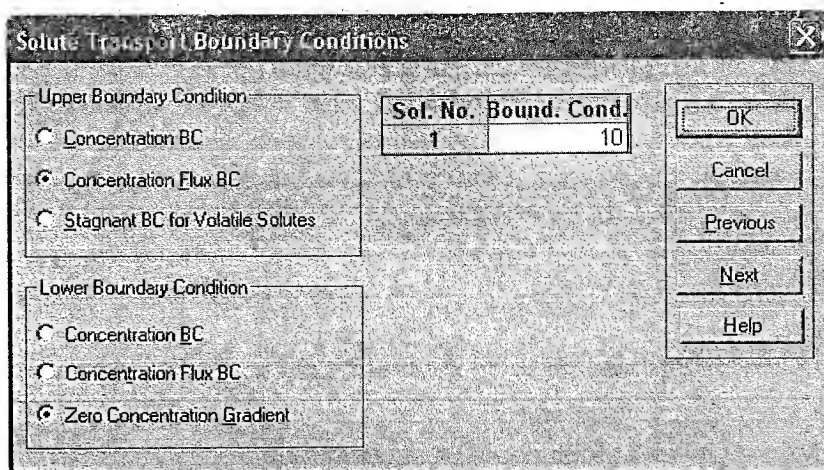 Solute Transport Boundary Conditions
Upper Boundary Condition
Concentration BC
Concentration Flux BC
Stagnant BC for Volatile Solutes
Lower Boundary Condition
Concentration BC
Concentration Flux BC
Zero Concentration Gradient
Sol. No. Bound. Cond.
1 10
OK
Cancel
Previous
Next
Help